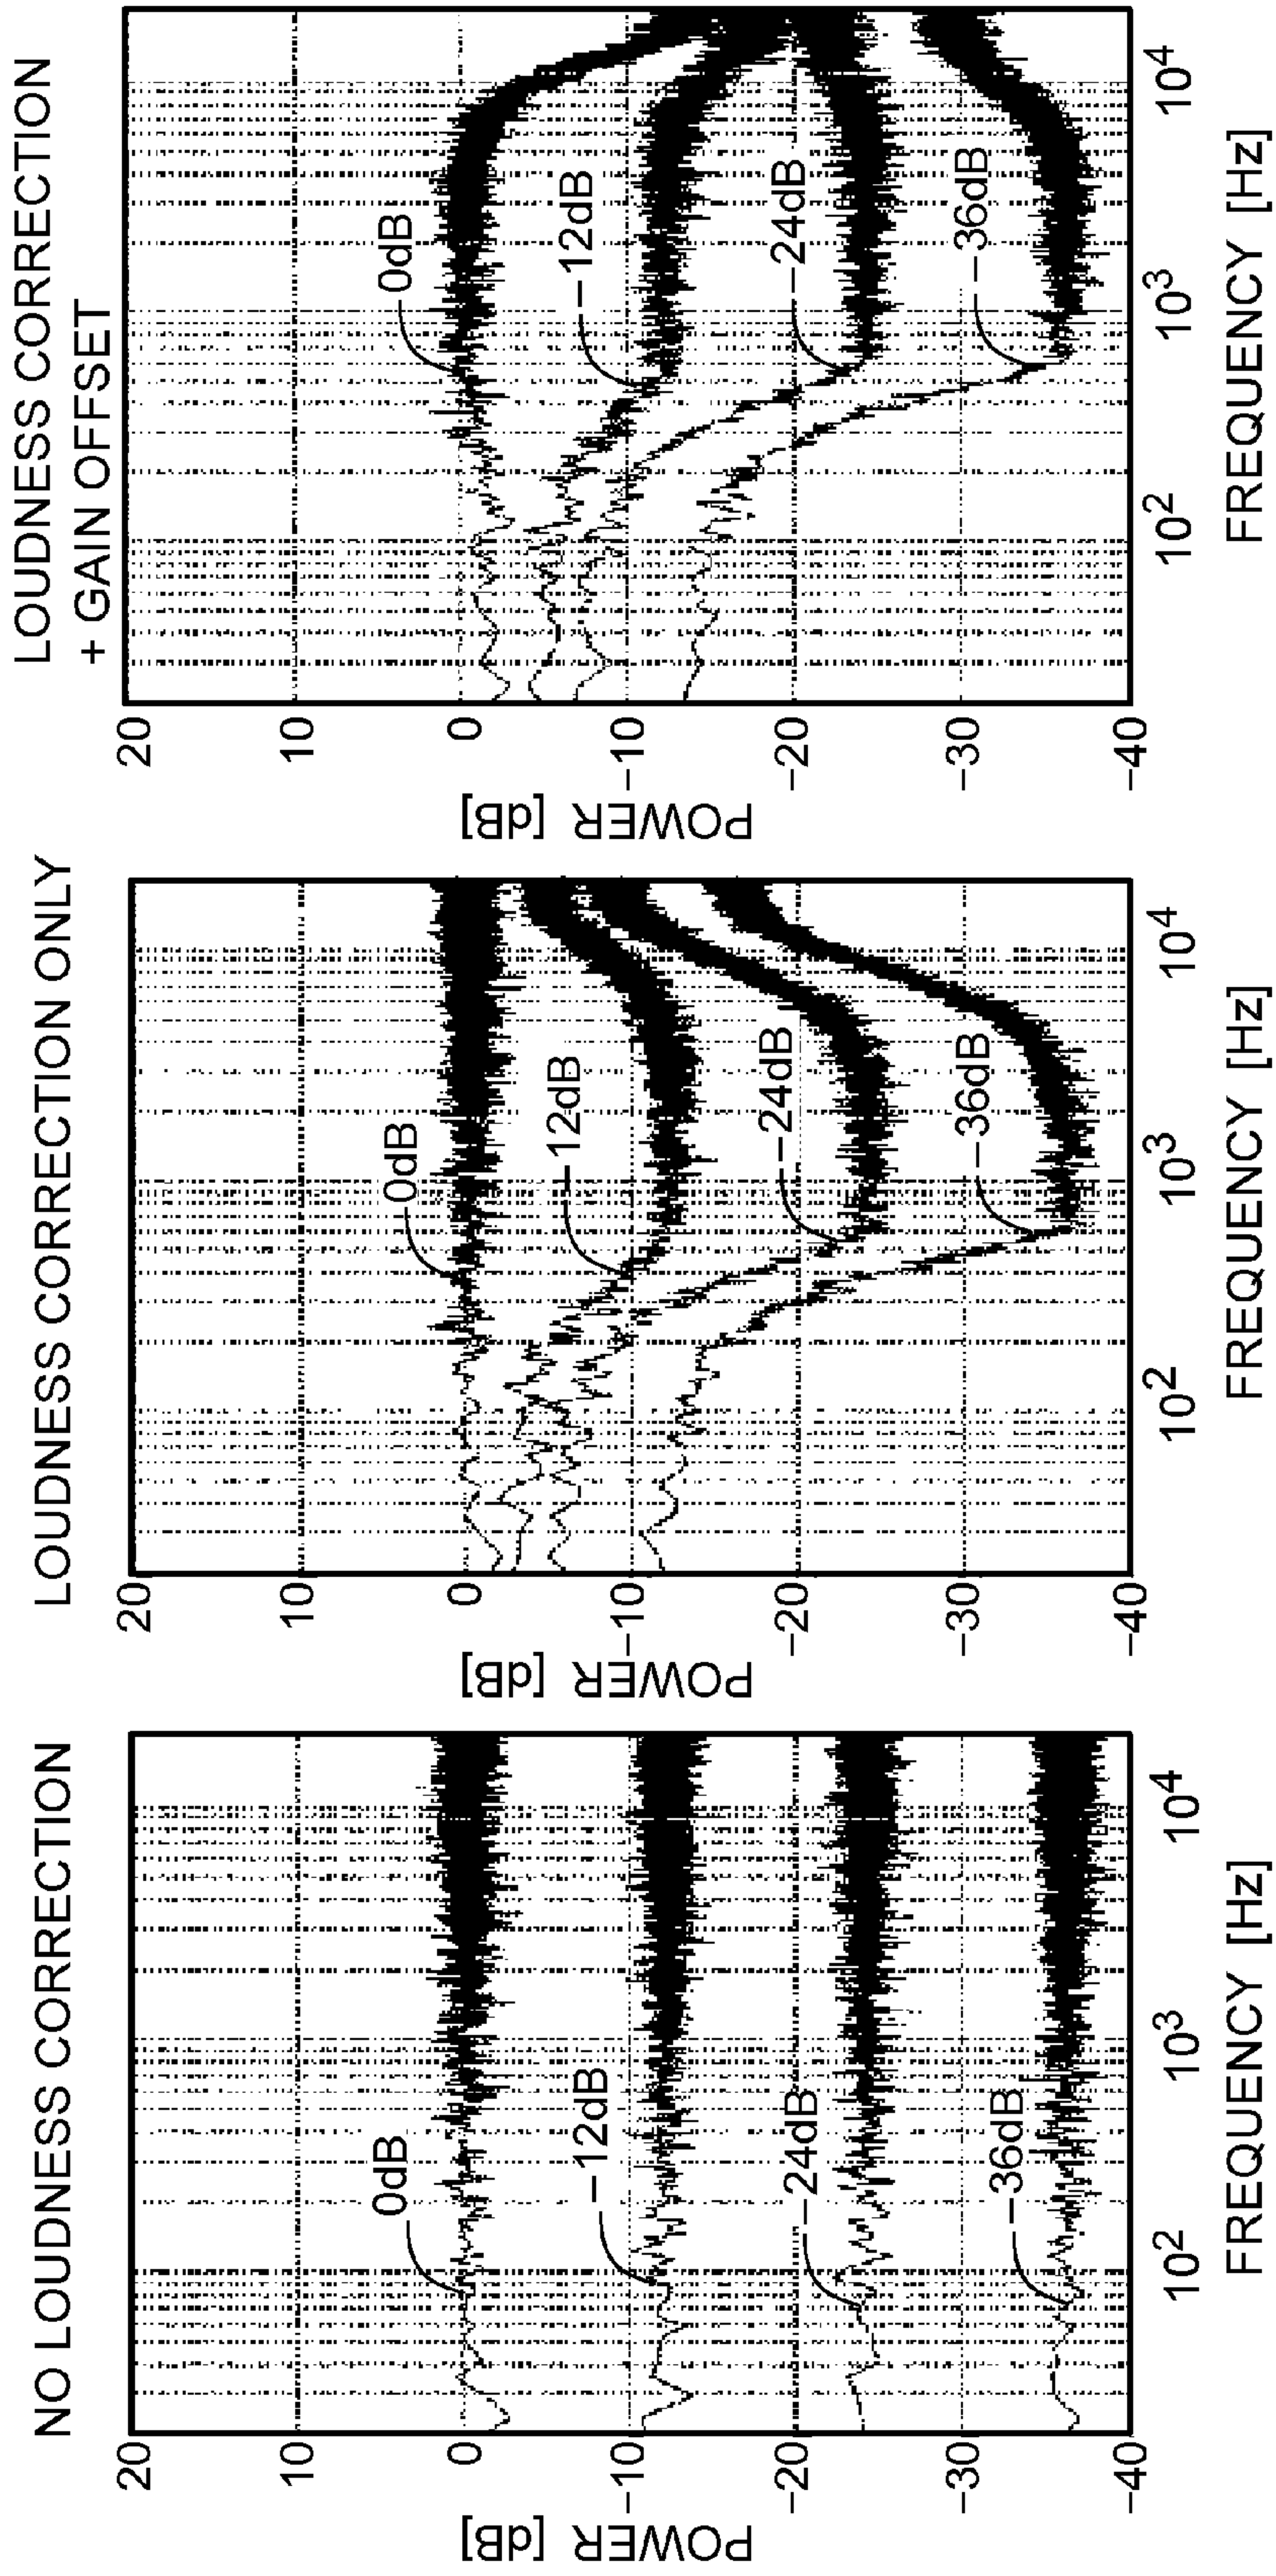 NO LOUDNESS CORRECTION
20
10
0
−10
−20
−30
−40
POWER [dB]
0dB
−12dB
−24dB
−36dB
10²
10³
10⁴
FREQUENCY [Hz]
LOUDNESS CORRECTION ONLY
20
10
0
−10
−20
−30
−40
POWER [dB]
0dB
12dB
−24dB
−36dB
10²
10³
10⁴
FREQUENCY [Hz]
LOUDNESS CORRECTION
+ GAIN OFFSET
20
10
0
−10
−20
−30
−40
POWER [dB]
0dB
−12dB
−24dB
−36dB
10²
10³
10⁴
FREQUENCY [Hz]